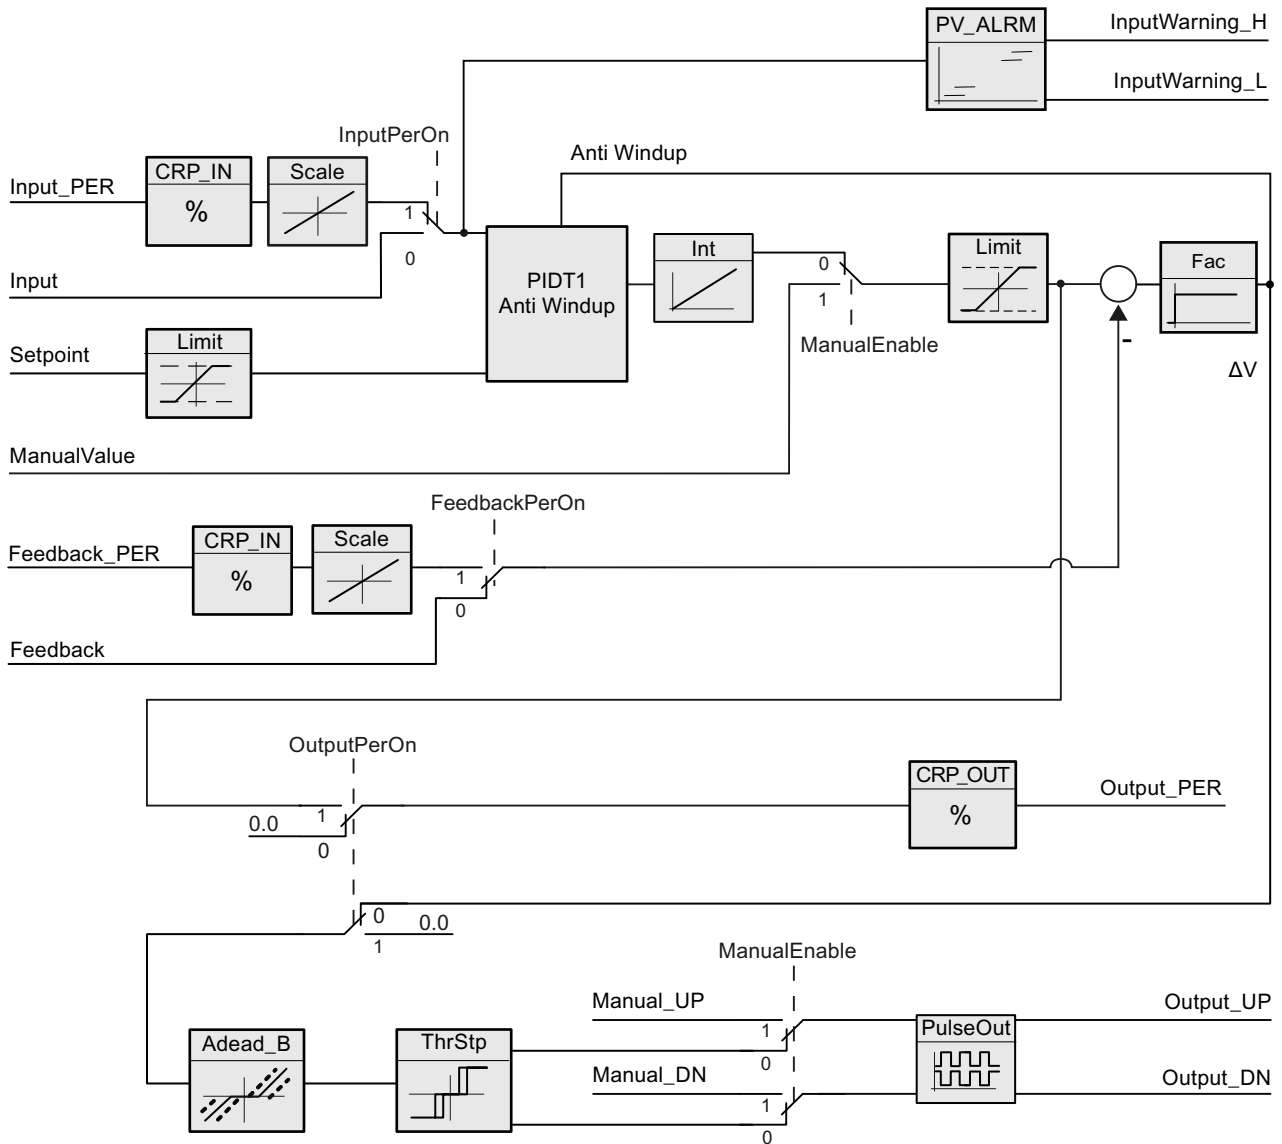 PV_ALRM
InputWarning_H
InputWarning_L
InputPerOn
Anti Windup
Input_PER
CRP_IN
%
Scale
1
0
Input
PIDT1
Anti Windup
Int
0
1
ManualEnable
Limit
Fac
-
ΔV
Setpoint
Limit
ManualValue
FeedbackPerOn
Feedback_PER
CRP_IN
%
Scale
1
0
Feedback
OutputPerOn
1
0.0
0
CRP_OUT
%
Output_PER
0
0.0
1
ManualEnable
Manual_UP
Output_UP
1
0
Adead_B
ThrStp
PulseOut
Manual_DN
Output_DN
1
0